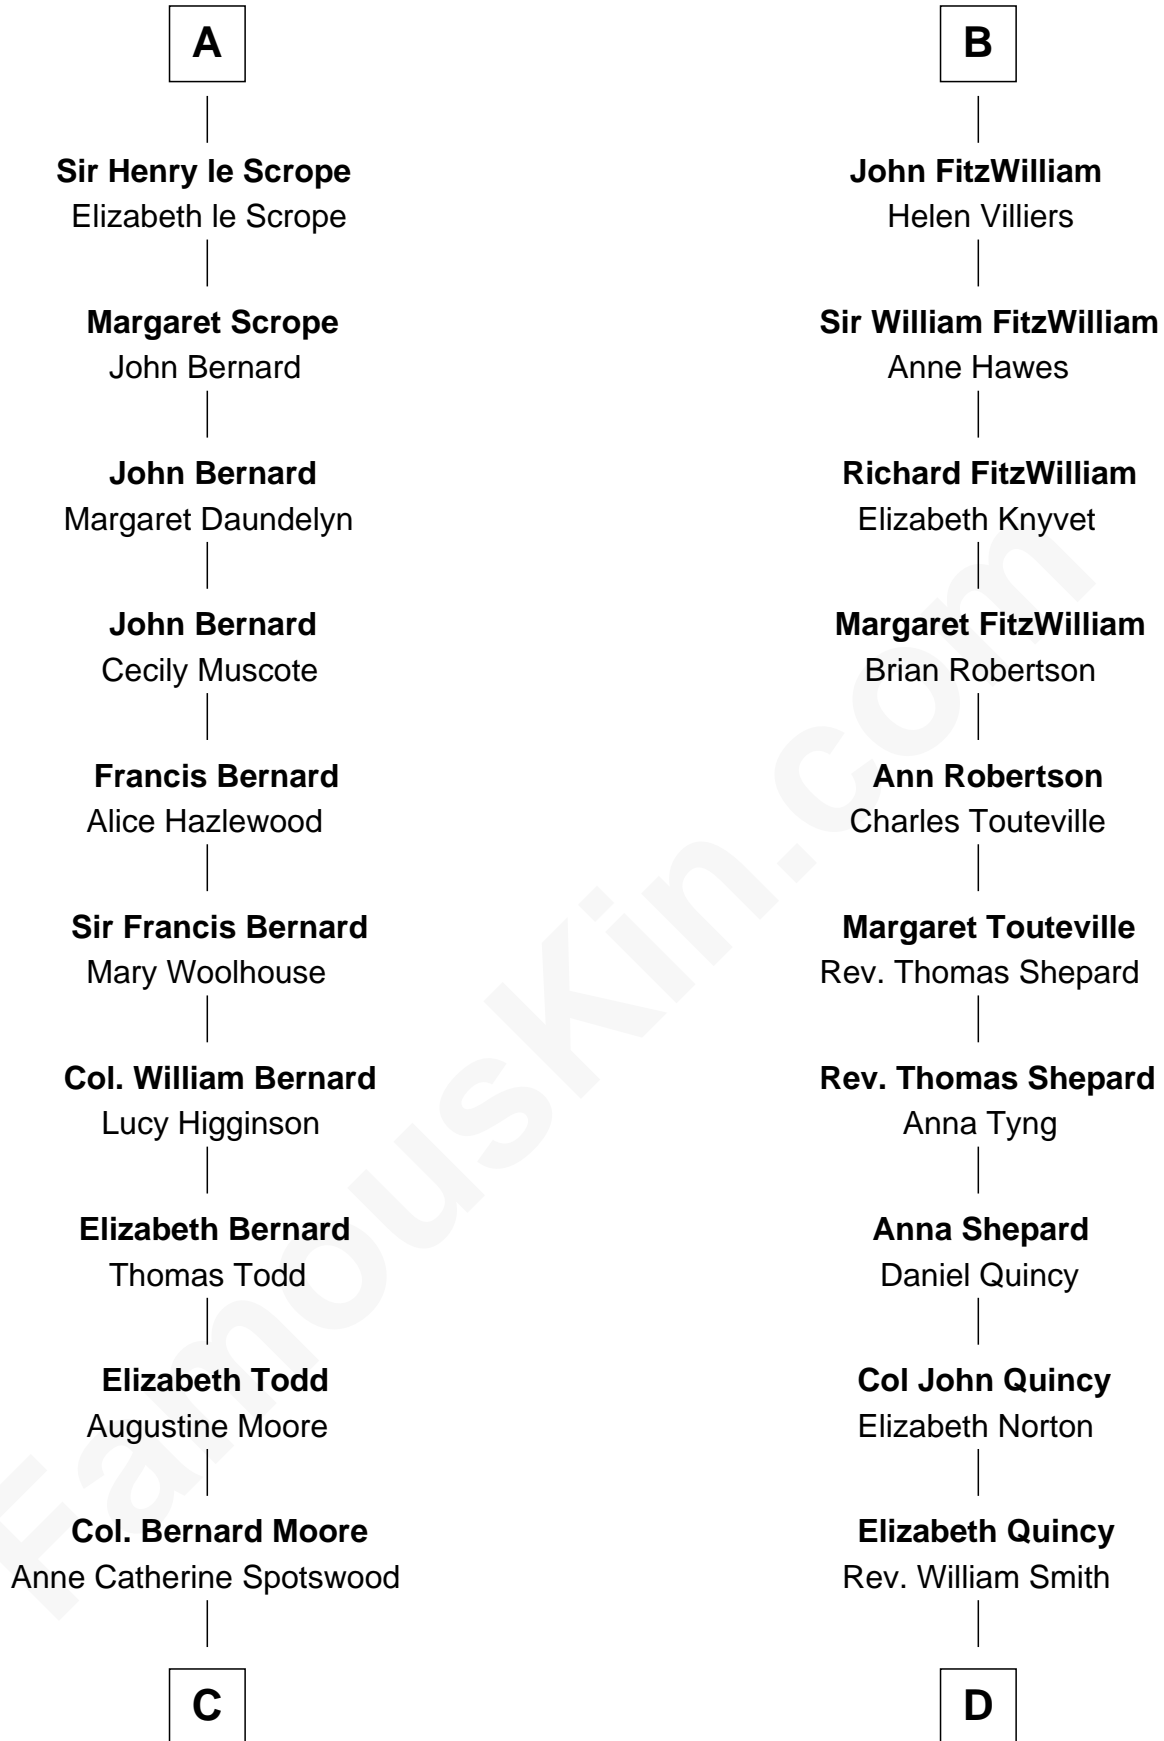 A
Sir Henry le Scrope
Elizabeth le Scrope
Margaret Scrope
John Bernard
John Bernard
Margaret Daundelyn
John Bernard
Cecily Muscote
Francis Bernard
Alice Hazlewood
Sir Francis Bernard
Mary Woolhouse
Col. William Bernard
Lucy Higginson
Elizabeth Bernard
Thomas Todd
Elizabeth Todd
Augustine Moore
Col. Bernard Moore
Anne Catherine Spotswood
C
B
John FitzWilliam
Helen Villiers
Sir William FitzWilliam
Anne Hawes
Richard FitzWilliam
Elizabeth Knyvet
Margaret FitzWilliam
Brian Robertson
Ann Robertson
Charles Touteville
Margaret Touteville
Rev. Thomas Shepard
Rev. Thomas Shepard
Anna Tyng
Anna Shepard
Daniel Quincy
Col John Quincy
Elizabeth Norton
Elizabeth Quincy
Rev. William Smith
D
FamousKin.com